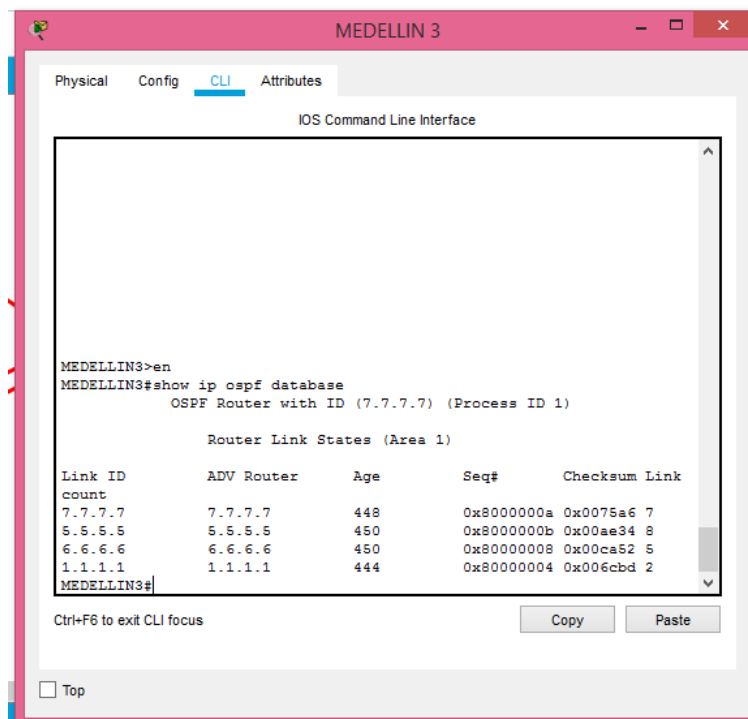 MEDELLIN 3
Physical Config CLI Attributes
IOS Command Line Interface
MEDELLIN3>en
MEDELLIN3#show ip ospf database
OSPF Router with ID (7.7.7.7) (Process ID 1)
Router Link States (Area 1)
Link ID ADV Router Age Seq# Checksum Link
count
7.7.7.7 7.7.7.7 448 0x8000000a 0x0075a6 7
5.5.5.5 5.5.5.5 450 0x8000000b 0x00ae34 8
6.6.6.6 6.6.6.6 450 0x80000008 0x00ca52 5
1.1.1.1 1.1.1.1 444 0x80000004 0x006cbd 2
MEDELLIN3#
Ctrl+F6 to exit CLI focus Copy Paste
Top